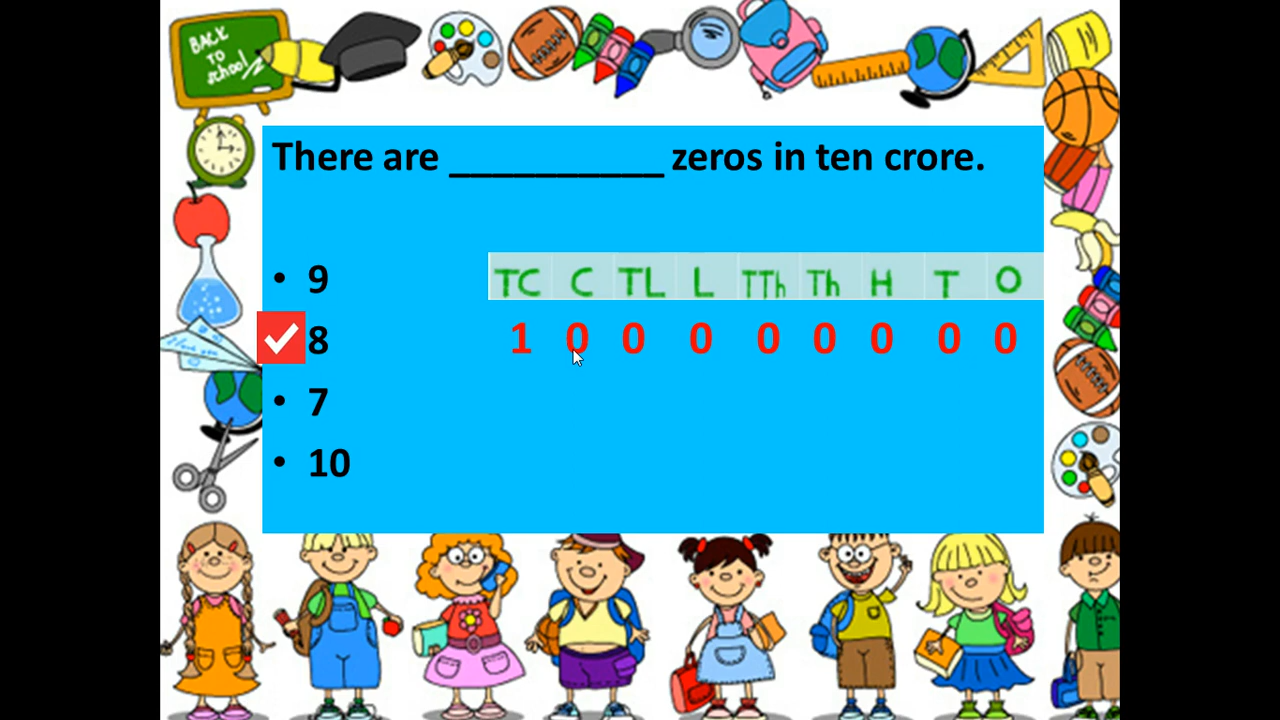 BACK
TO
school
There are __________ zeros in ten crore.
• 9
TC C TL L TTh Th H T O
8
1 0 0 0 0 0 0 0 0
• 7
• 10